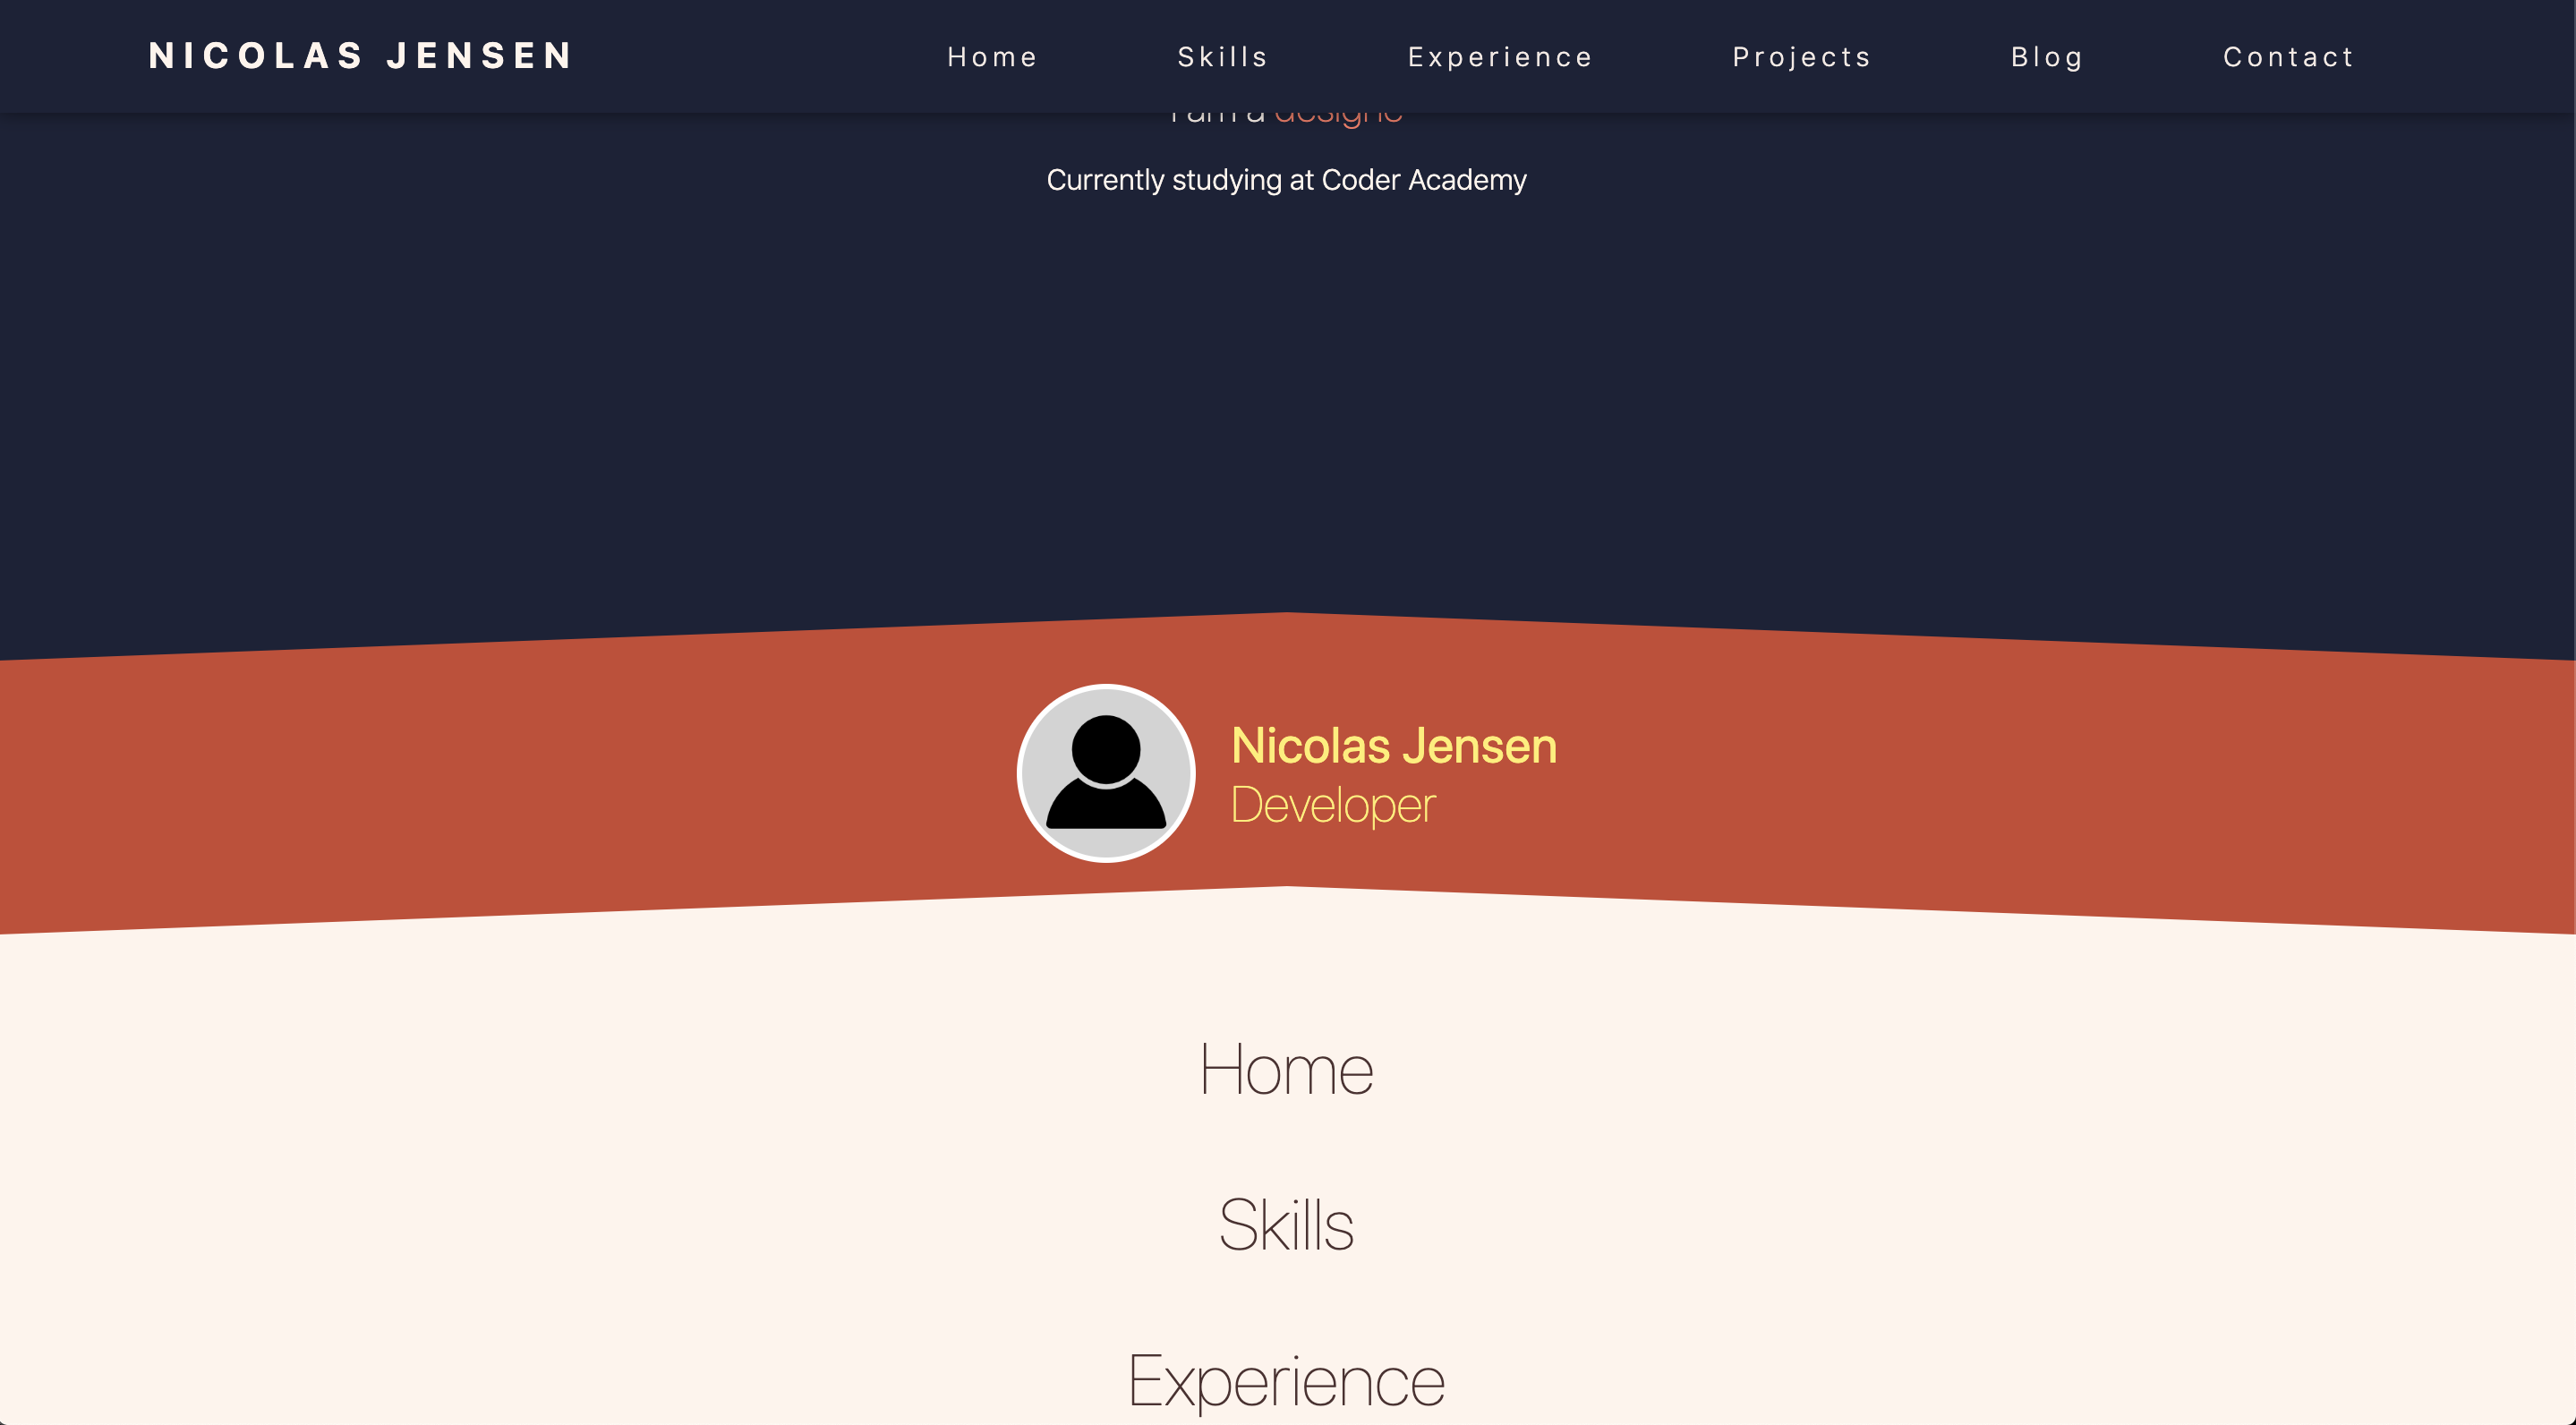 NICOLAS JENSEN Home Skills Experience Projects Blog Contact
I am a designe
Currently studying at Coder Academy
Nicolas Jensen
Developer
Home
Skills
Experience